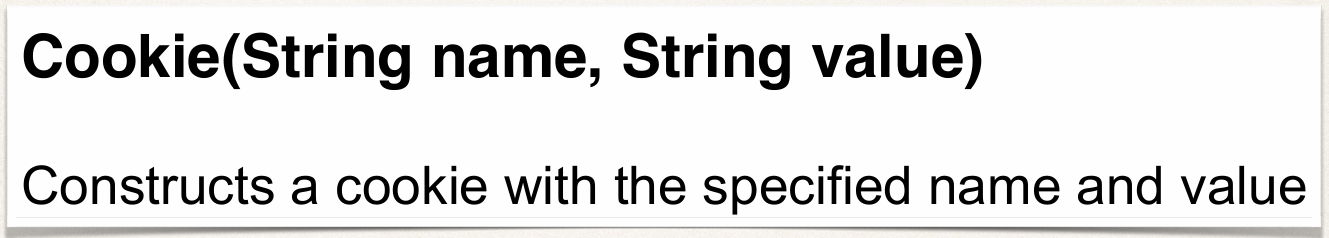 Cookie(String name, String value)
Constructs a cookie with the specified name and value